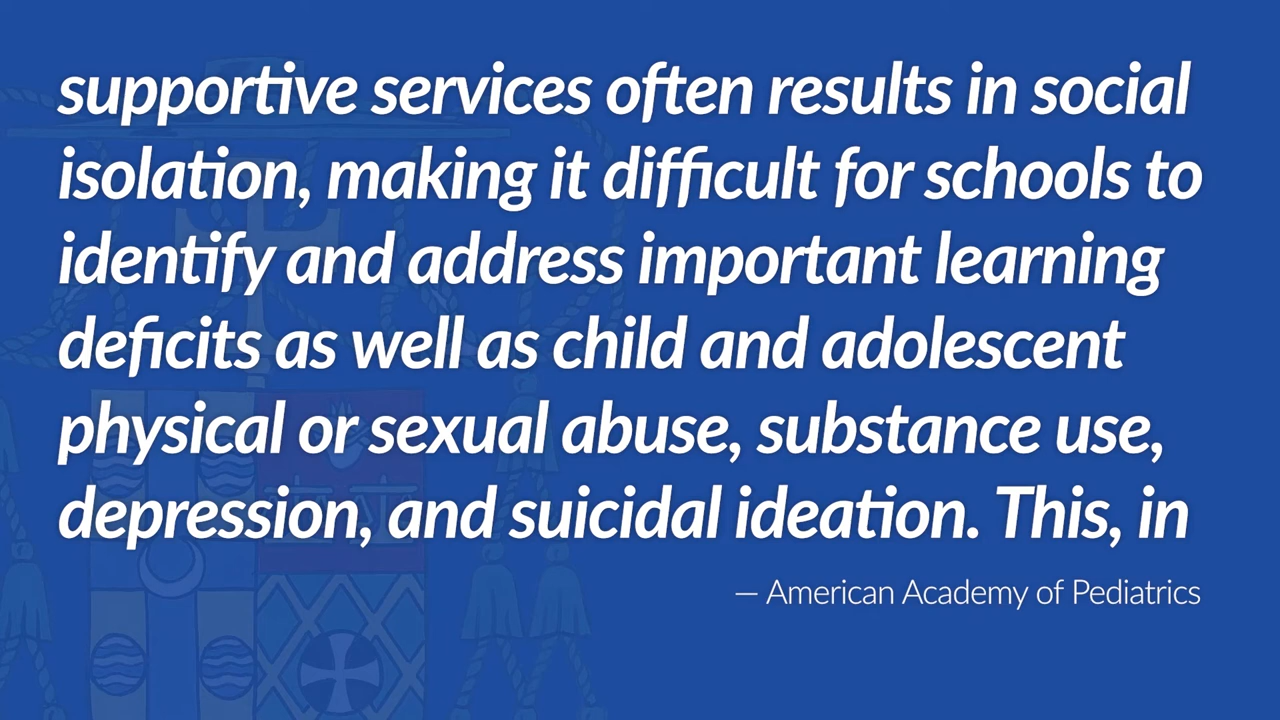 supportive services often results in social
isolation, making it difficult for schools to
identify and address important learning
deficits as well as child and adolescent
physical or sexual abuse, substance use,
depression, and suicidal ideation. This, in
— American Academy of Pediatrics